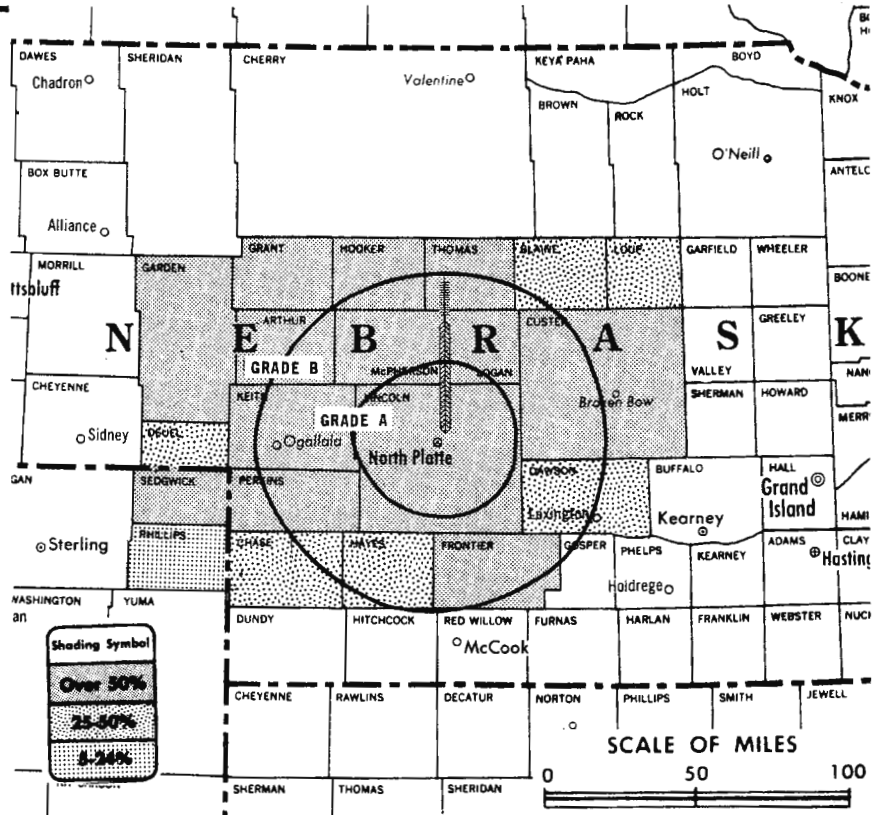 DAWES
SHERIDAN
CHERRY
KEYA PAHA
BOYD
Chadron
Valentine
BROWN
ROCK
HOLT
KNOX
O'Neill
BOX BUTTE
ANTELO
Alliance
GRANT
HOOKER
THOMAS
BLAINE
LOUP
GARFIELD
WHEELER
MORRILL
GARDEN
BOONE
ttsbluff
ARTHUR
CUSTER
GREELEY
N E B R A S K
GRADE B
McPHERSON
LOGAN
VALLEY
NAN
CHEYENNE
KEITH
LINCOLN
SHERMAN
HOWARD
MERR
GRADE A
Broken Bow
Sidney
DEUEL
Ogallala
North Platte
GAN
SEDGWICK
PERKINS
DAWSON
BUFFALO
HALL
Grand
Island
Lexington
Kearney
HAMI
Sterling
PHILLIPS
CHASE
HAYES
FRONTIER
GOSPER
PHELPS
KEARNEY
ADAMS
CLAY
Hasting
Holdrege
WASHINGTON
YUMA
an
DUNDY
HITCHCOCK
RED WILLOW
FURNAS
HARLAN
FRANKLIN
WEBSTER
NUC
McCook
Shading Symbol
Over 50%
25-50%
5-24%
CHEYENNE
RAWLINS
DECATUR
NORTON
PHILLIPS
SMITH
JEWELL
SCALE OF MILES
0 50 100
SHERMAN
THOMAS
SHERIDAN